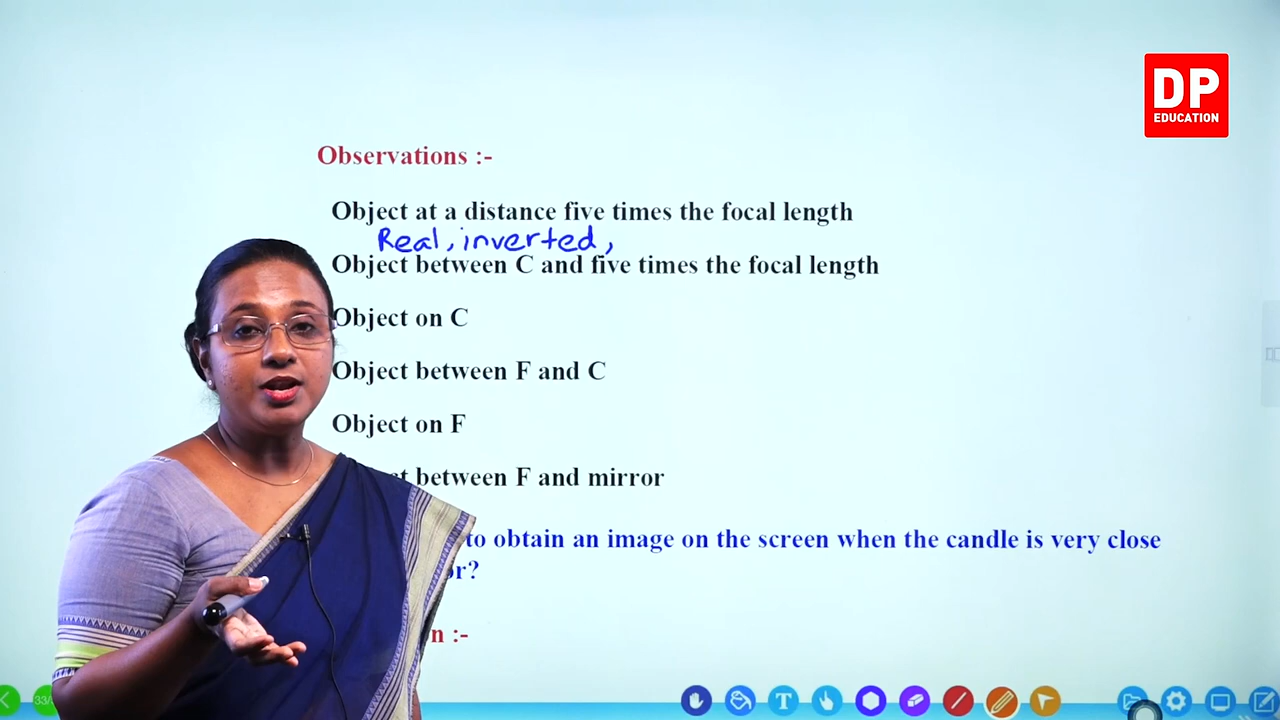 DP
EDUCATION
Observations :-
Object at a distance five times the focal length
Real, inverted,
Object between C and five times the focal length
Object on C
Object between F and C
Object on F
between F and mirror
to obtain an image on the screen when the candle is very close
?
:-
33/
T